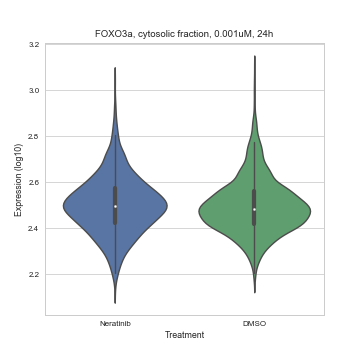 FOXO3a, cytosolic fraction, 0.001uM, 24h
3.2
3.0
2.8
2.6
2.4
2.2
Expression (log10)
Neratinib DMSO
Treatment